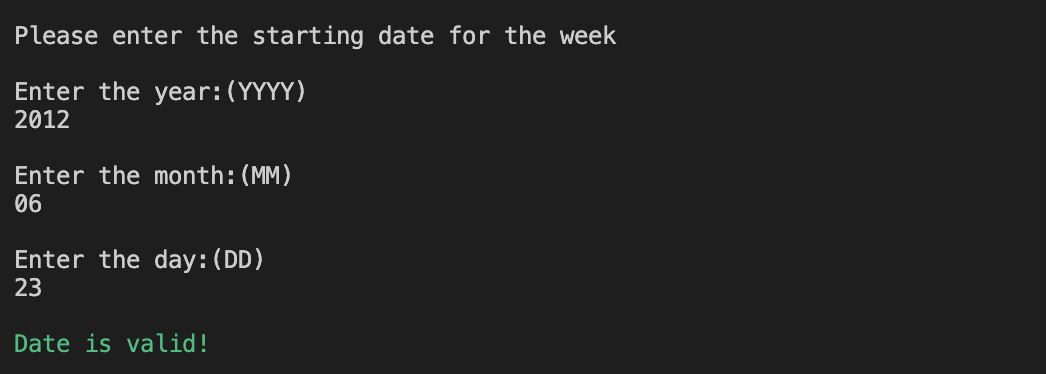 Please enter the starting date for the week
Enter the year:(YYYY)
2012
Enter the month:(MM)
06
Enter the day:(DD)
23
Date is valid!